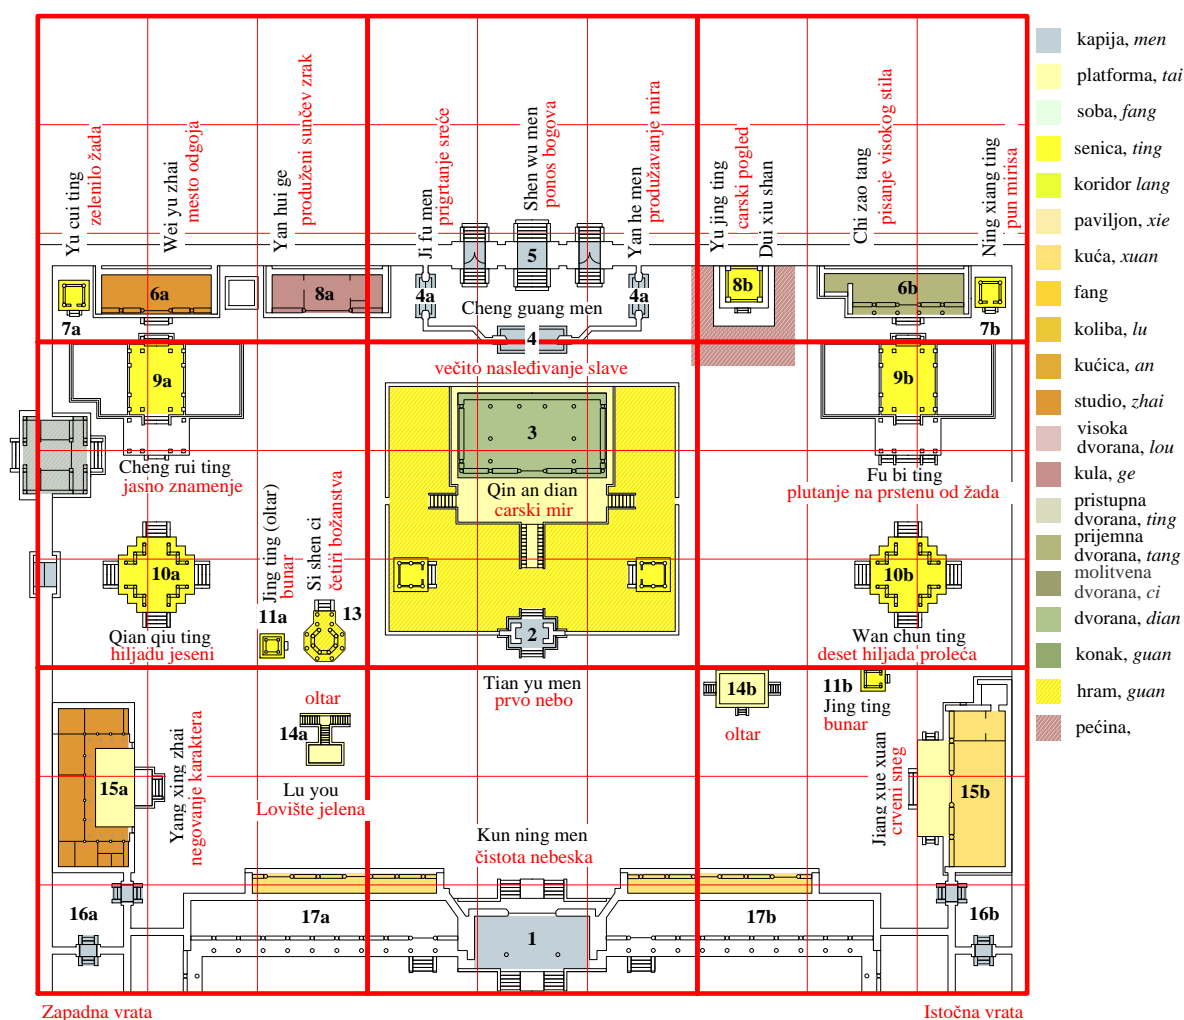 Yu cui ting
zelenilo žada
Wei yu zhai
mesto odgoja
Yan hui ge
produženi sunčev zrak
Ji fu men
prigrtanje sreće
Shen wu men
ponos bogova
Yan he men
produžavanje mira
Yu jing ting
carski pogled
Dui xiu shan
Chi zao tang
pisanje visokog stila
Ning xiang ting
pun mirisa
5
6a
8a
4a
4a
8b
6b
7a
7b
Cheng guang men
4
večito nasleđivanje slave
9a
9b
3
Cheng rui ting
jasno znamenje
Qin an dian
carski mir
Fu bi ting
plutanje na prstenu od žada
Jing ting (oltar)
bunar
Si shen ci
četiri božanstva
10a
10b
11a
13
2
Qian qiu ting
hiljadu jeseni
Wan chun ting
deset hiljada proleća
Tian yu men
prvo nebo
oltar
14a
14b
oltar
11b
Jing ting
bunar
15a
Yang xing zhai
negovanje karaktera
Lu you
Lovište jelena
Jiang xue xuan
crveni sneg
15b
Kun ning men
čistota nebeska
16a
17a
1
17b
16b
Zapadna vrata
Istočna vrata
kapija, men
platforma, tai
soba, fang
senica, ting
koridor lang
paviljon, xie
kuća, xuan
fang
koliba, lu
kućica, an
studio, zhai
visoka
dvorana, lou
kula, ge
pristupna
dvorana, ting
prijemna
dvorana, tang
molitvena
dvorana, ci
dvorana, dian
konak, guan
hram, guan
pećina,